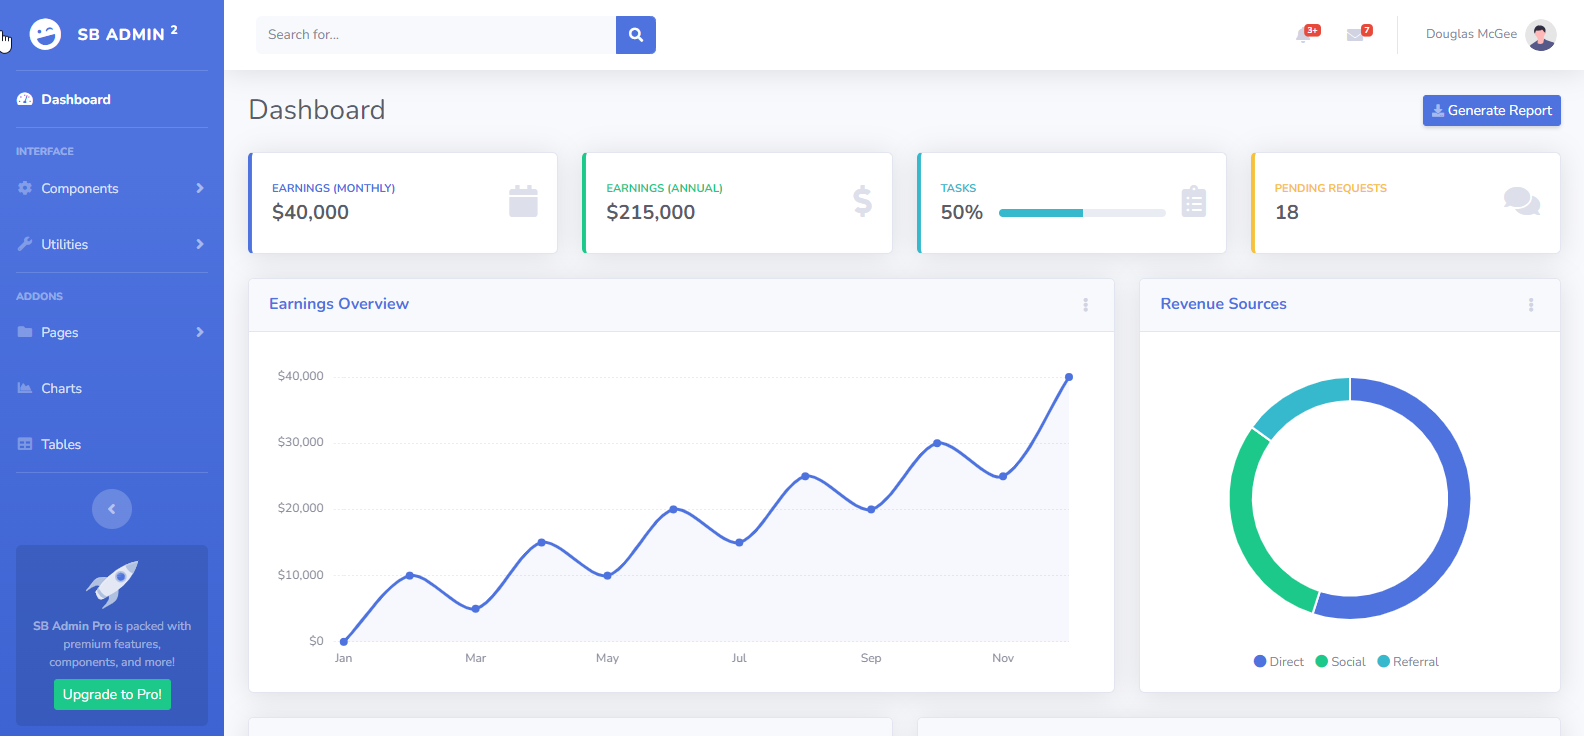 SB ADMIN 2
Search for...
3+
7
Douglas McGee
Dashboard
INTERFACE
Components
Utilities
ADDONS
Pages
Charts
Tables
SB Admin Pro is packed with
premium features,
components, and more!
Upgrade to Pro!
Dashboard
Generate Report
EARNINGS (MONTHLY)
$40,000
EARNINGS (ANNUAL)
$215,000
TASKS
50%
PENDING REQUESTS
18
Earnings Overview
$40,000
$30,000
$20,000
$10,000
$0
Jan Mar May Jul Sep Nov
Revenue Sources
Direct Social Referral